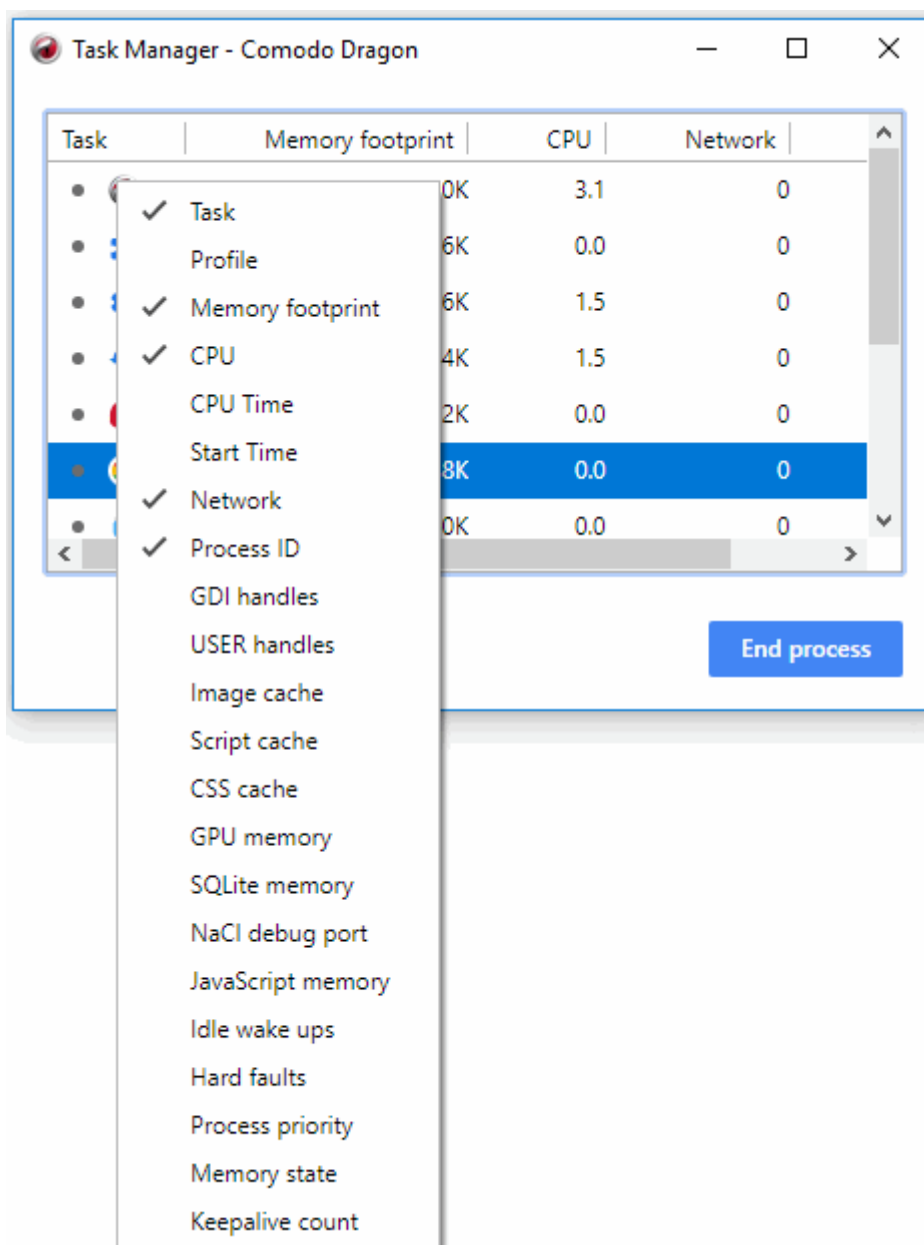 Task Manager - Comodo Dragon
Task Memory footprint CPU Network
0K 3.1 0
6K 0.0 0
6K 1.5 0
4K 1.5 0
2K 0.0 0
8K 0.0 0
0K 0.0 0
Task
Profile
Memory footprint
CPU
CPU Time
Start Time
Network
Process ID
GDI handles
USER handles
Image cache
Script cache
CSS cache
GPU memory
SQLite memory
NaCl debug port
JavaScript memory
Idle wake ups
Hard faults
Process priority
Memory state
Keepalive count
End process